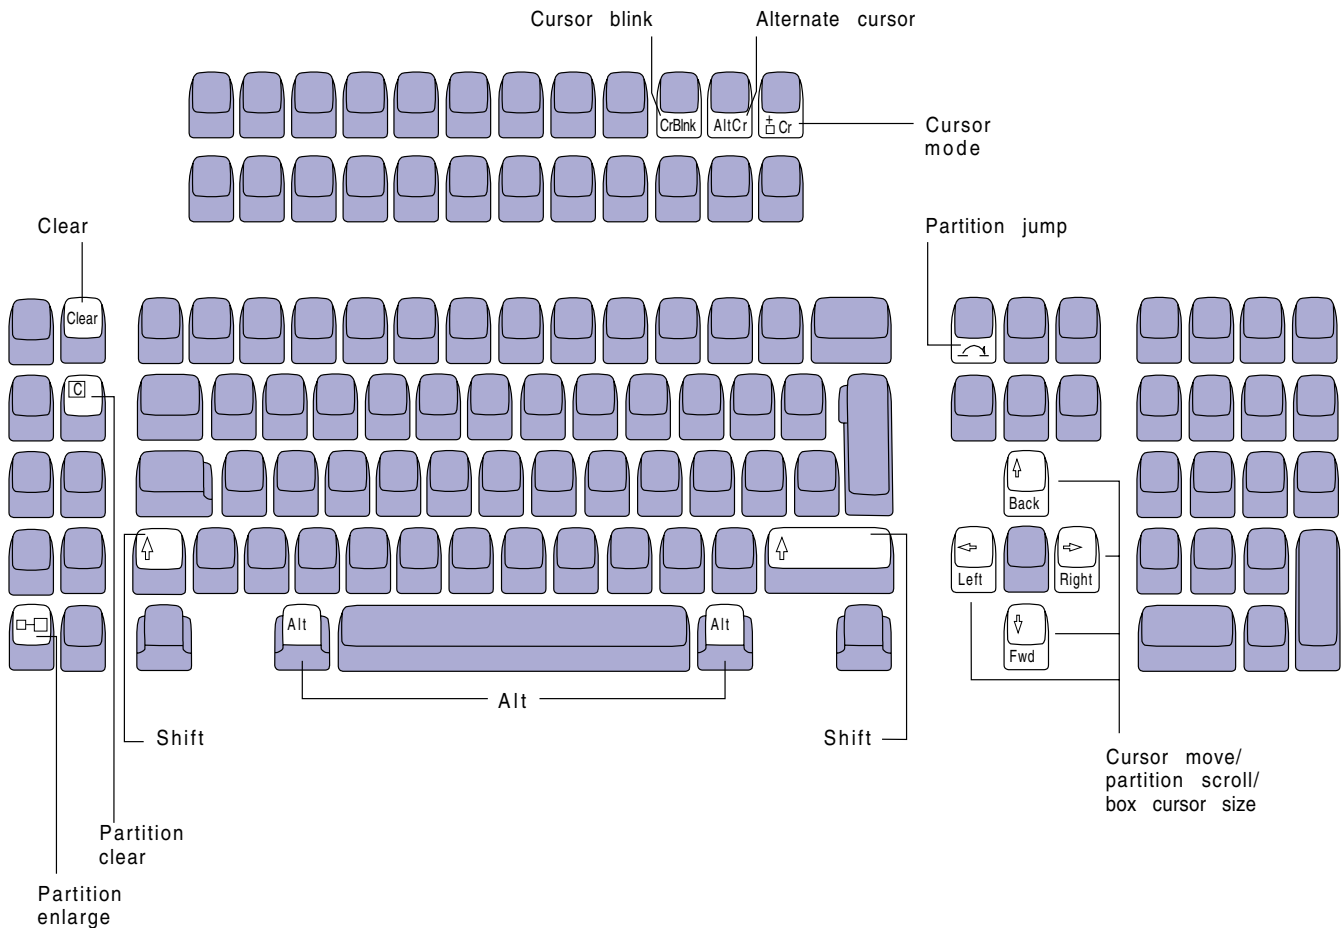 Cursor blink
Alternate cursor
CrBlnk
AltCr
+
Cr
Cursor
mode
Clear
Partition jump
Clear
C
Back
Left
Right
Alt
Alt
Fwd
Alt
Shift
Shift
Cursor move/
partition scroll/
box cursor size
Partition
clear
Partition
enlarge